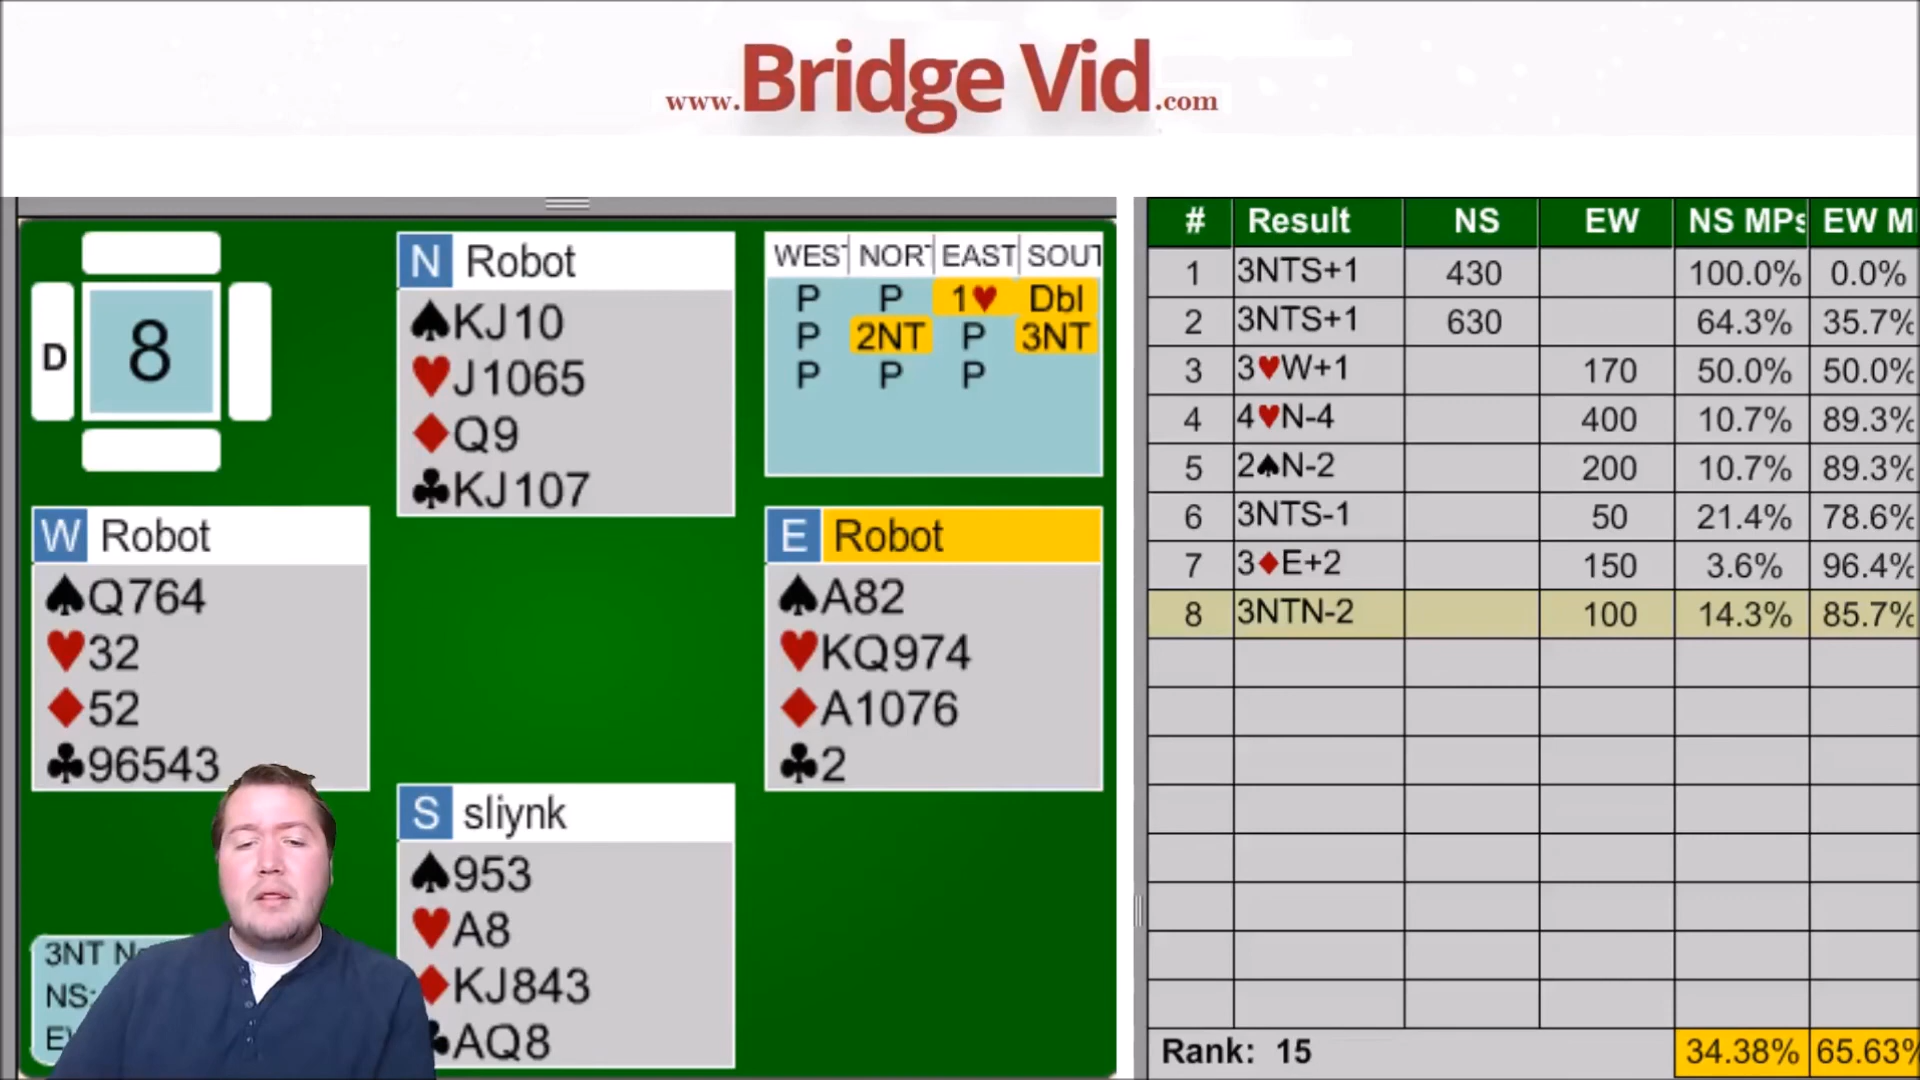 www.Bridge Vid.com
D
8
N Robot
♠KJ10
♥J1065
♦Q9
♣KJ107
WEST NORT EAST SOUT
P P 1♥ Dbl
P 2NT P 3NT
P P P
W Robot
♠Q764
♥32
♦52
♣96543
E Robot
♠A82
♥KQ974
♦A1076
♣2
S sliynk
♠953
♥A8
♦KJ843
♣AQ8
3NT
NS:
# Result NS EW NS MPs EW M
1 3NTS+1 430 100.0% 0.0%
2 3NTS+1 630 64.3% 35.7%
3 3♥W+1 170 50.0% 50.0%
4 4♥N-4 400 10.7% 89.3%
5 2♠N-2 200 10.7% 89.3%
6 3NTS-1 50 21.4% 78.6%
7 3♦E+2 150 3.6% 96.4%
8 3NTN-2 100 14.3% 85.7%
Rank: 15 34.38% 65.63%